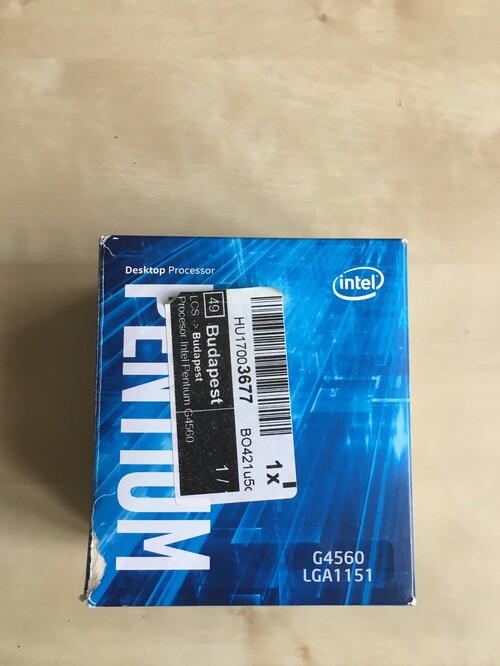 Desktop Processor
intel
PENTIUM
49 Budapest
LCS -> Budapest
Procesor Intel Pentium G4560
1 /
HU17003677
BO421u5c
1x
G4560
LGA1151